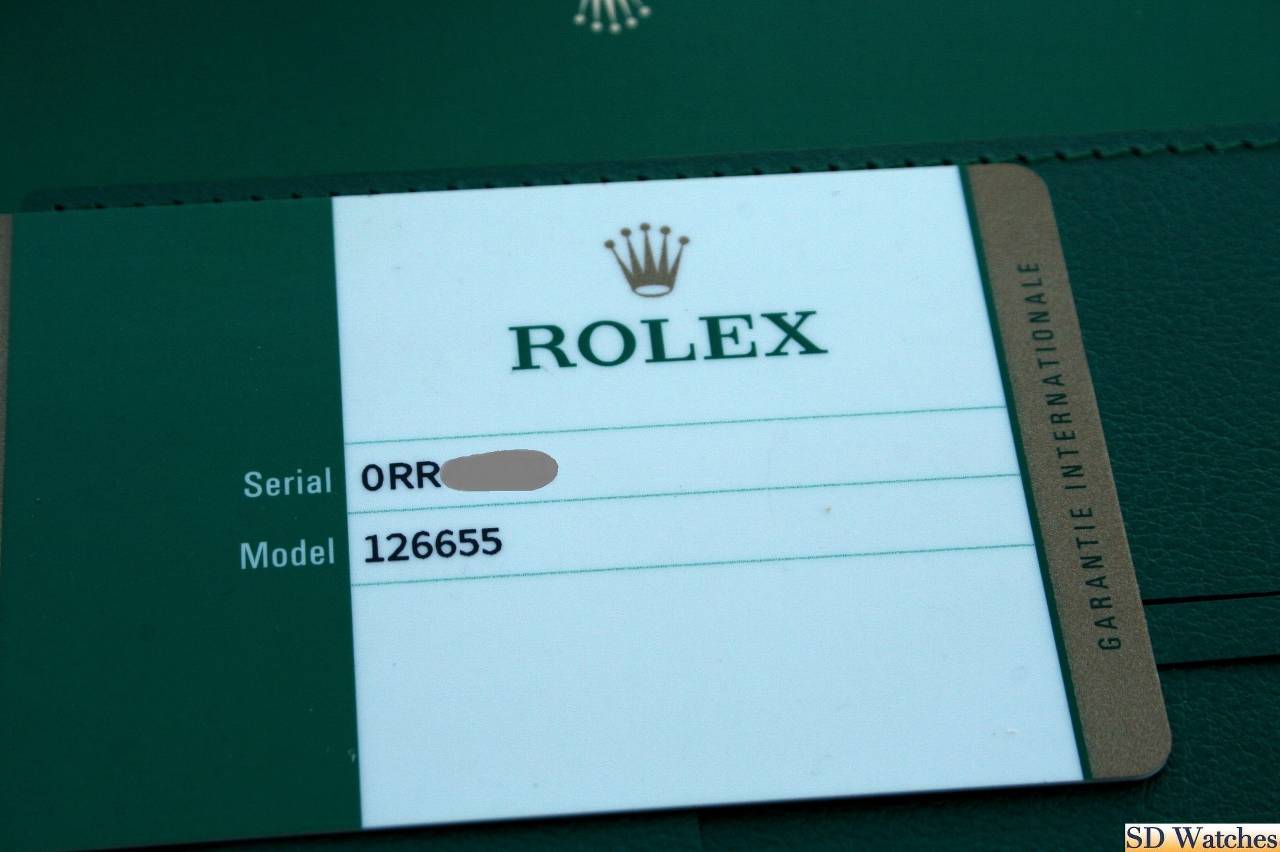 ROLEX
Serial 0RR
Model 126655
GARANTIE INTERNATIONALE
SD Watches